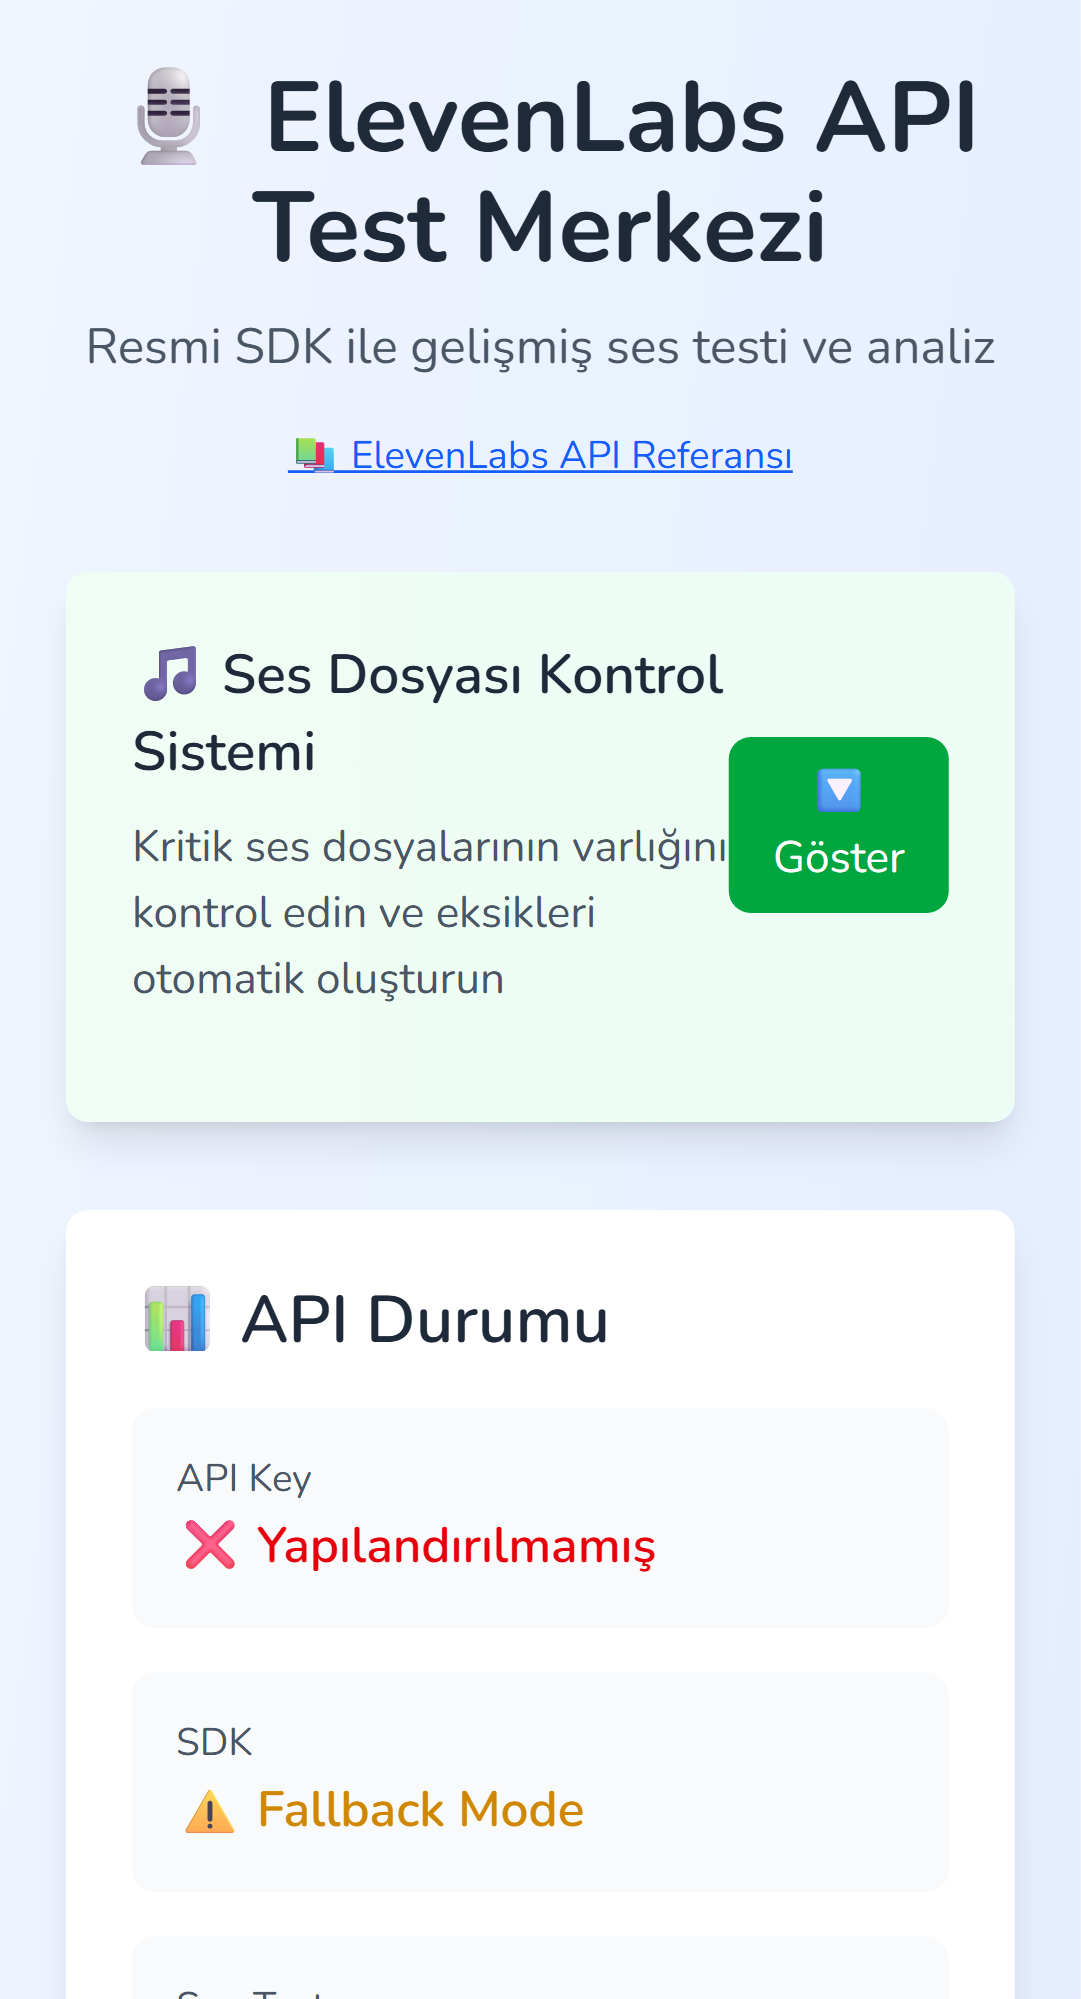 ElevenLabs API
Test Merkezi
Resmi SDK ile gelişmiş ses testi ve analiz
ElevenLabs API Referansı
Ses Dosyası Kontrol
Sistemi
Kritik ses dosyalarının varlığını
kontrol edin ve eksikleri
otomatik oluşturun
Göster
API Durumu
API Key
Yapılandırılmamış
SDK
Fallback Mode